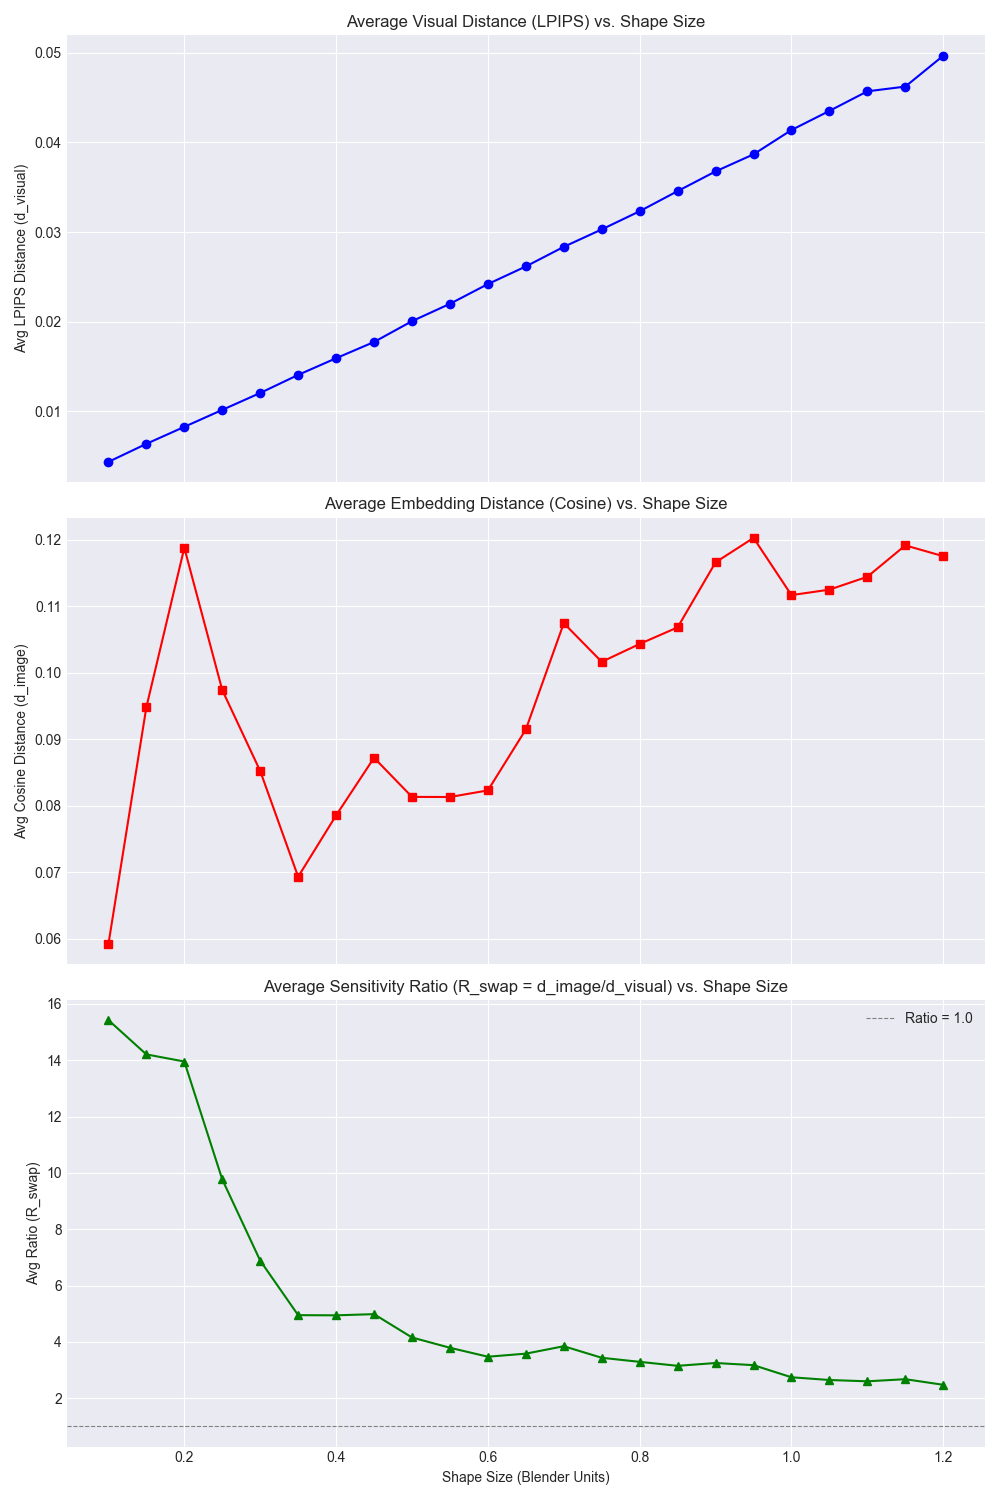 Average Visual Distance (LPIPS) vs. Shape Size
Avg LPIPS Distance (d_visual)
0.05
0.04
0.03
0.02
0.01
Average Embedding Distance (Cosine) vs. Shape Size
Avg Cosine Distance (d_image)
0.12
0.11
0.10
0.09
0.08
0.07
0.06
Average Sensitivity Ratio (R_swap = d_image/d_visual) vs. Shape Size
Avg Ratio (R_swap)
16
14
12
10
8
6
4
2
Ratio = 1.0
0.2 0.4 0.6 0.8 1.0 1.2
Shape Size (Blender Units)